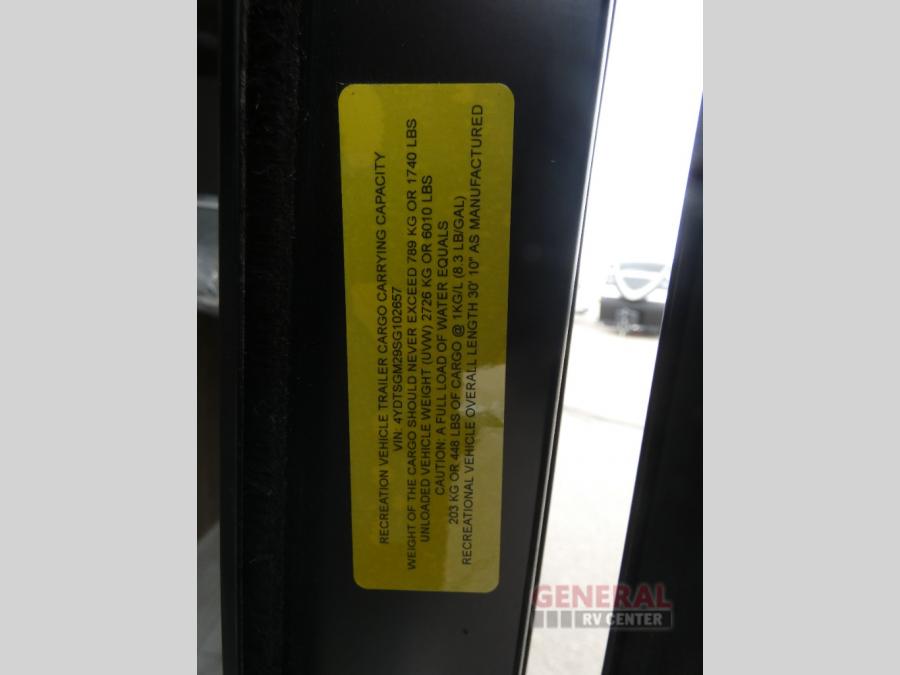 RECREATION VEHICLE TRAILER CARGO CARRYING CAPACITY
VIN: 4YDTSGM29SG102657
WEIGHT OF THE CARGO SHOULD NEVER EXCEED 789 KG OR 1740 LBS
UNLOADED VEHICLE WEIGHT (UVW) 2726 KG OR 6010 LBS
CAUTION: A FULL LOAD OF WATER EQUALS
203 KG OR 448 LBS OF CARGO @ 1KG/L (8.3 LB/GAL)
RECREATIONAL VEHICLE OVERALL LENGTH 30' 10" AS MANUFACTURED
GENERAL
RV CENTER